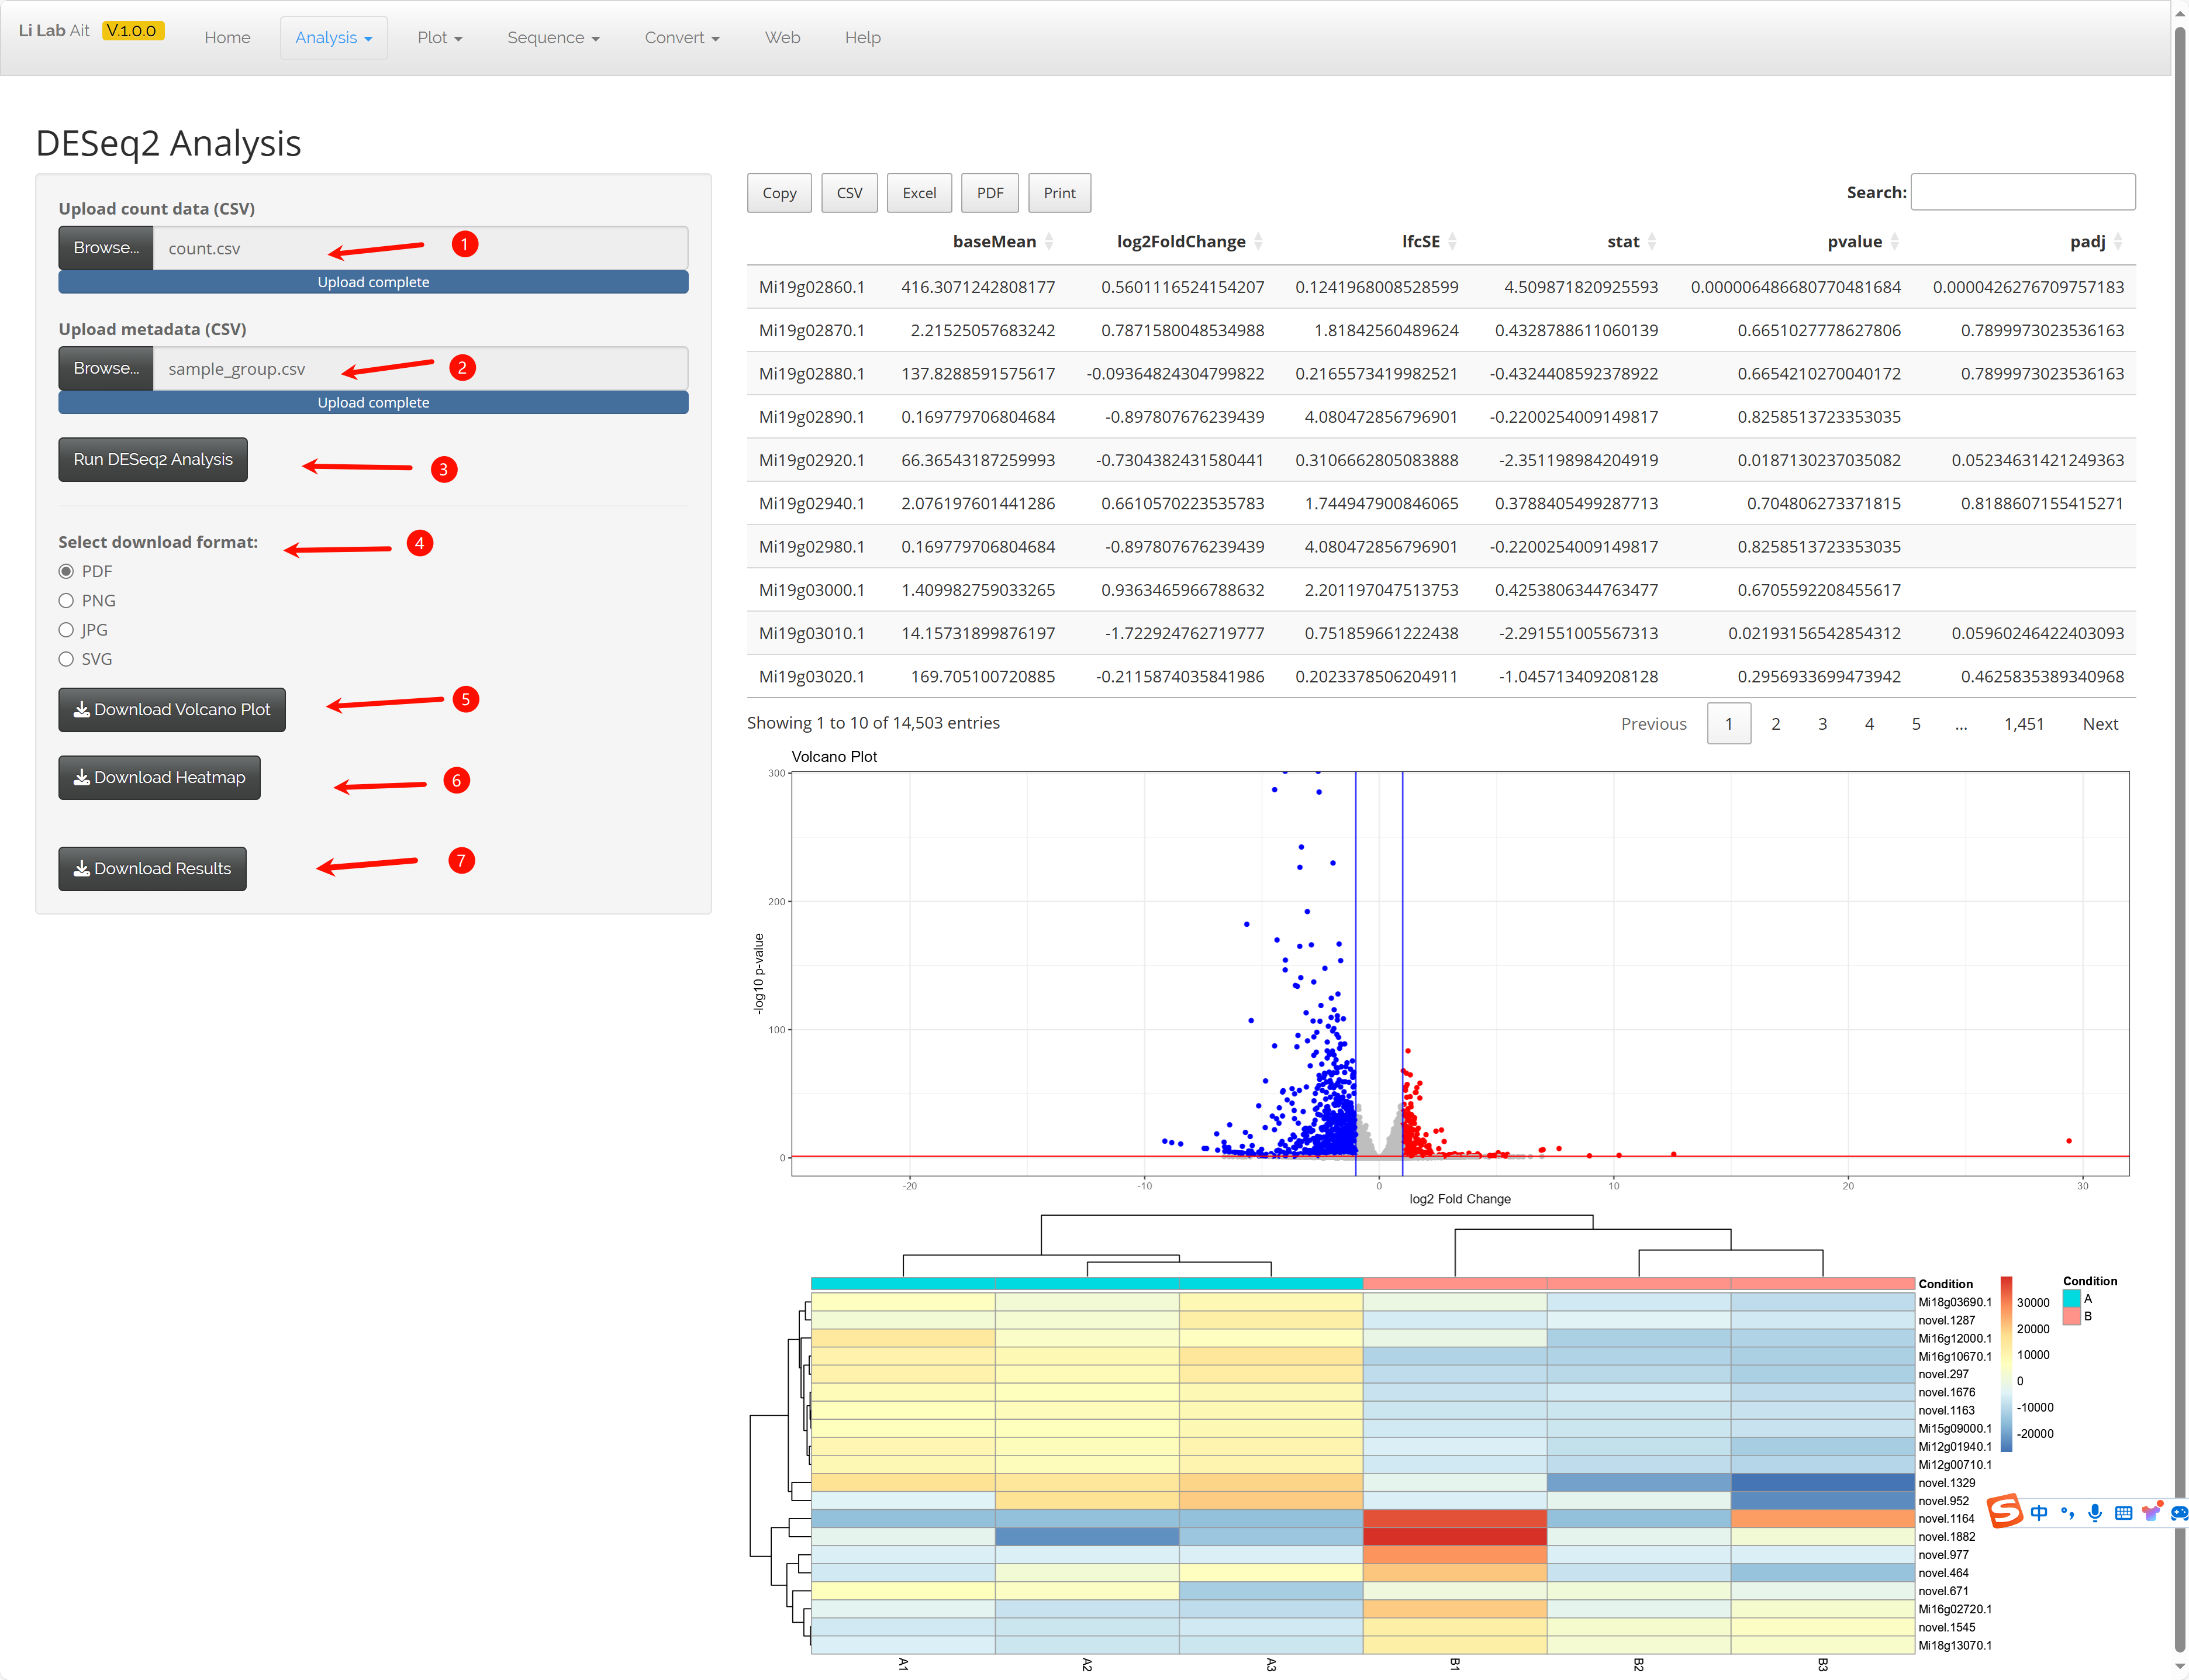 Li Lab Ait V.1.0.0 Home Analysis Plot Sequence Convert Web Help
DESeq2 Analysis
Upload count data (CSV)
Browse... count.csv
1
Upload complete
Upload metadata (CSV)
Browse... sample_group.csv
2
Upload complete
Run DESeq2 Analysis
3
Select download format:
4
PDF
PNG
JPG
SVG
Download Volcano Plot
5
Download Heatmap
6
Download Results
7
Copy CSV Excel PDF Print Search:
baseMean log2FoldChange lfcSE stat pvalue padj
Mi19g02860.1 416.3071242808177 0.5601116524154207 0.1241968008528599 4.509871820925593 0.000006486680770481684 0.0000426276709757183
Mi19g02870.1 2.21525057683242 0.7871580048534988 1.81842560489624 0.4328788611060139 0.6651027778627806 0.7899973023536163
Mi19g02880.1 137.8288591575617 -0.09364824304799822 0.2165573419982521 -0.4324408592378922 0.6654210270040172 0.7899973023536163
Mi19g02890.1 0.169779706804684 -0.897807676239439 4.080472856796901 -0.2200254009149817 0.8258513723353035
Mi19g02920.1 66.36543187259993 -0.7304382431580441 0.3106662805083888 -2.351198984204919 0.0187130237035082 0.05234631421249363
Mi19g02940.1 2.076197601441286 0.6610570223535783 1.744947900846065 0.3788405499287713 0.704806273371815 0.8188607155415271
Mi19g02980.1 0.169779706804684 -0.897807676239439 4.080472856796901 -0.2200254009149817 0.8258513723353035
Mi19g03000.1 1.409982759033265 0.9363465966788632 2.201197047513753 0.4253806344763477 0.6705592208455617
Mi19g03010.1 14.15731899876197 -1.722924762719777 0.751859661222438 -2.291551005567313 0.02193156542854312 0.05960246422403093
Mi19g03020.1 169.705100720885 -0.2115874035841986 0.2023378506204911 -1.045713409208128 0.2956933699473942 0.4625835389340968
Showing 1 to 10 of 14,503 entries Previous 1 2 3 4 5 ... 1,451 Next
Volcano Plot
300
200
100
0
-log10 p-value
-20 -10 0 10 20 30
log2 Fold Change
Condition
Mi18g03690.1
novel.1287
Mi16g12000.1
Mi16g10670.1
novel.297
novel.1676
novel.1163
Mi15g09000.1
Mi12g01940.1
Mi12g00710.1
novel.1329
novel.952
novel.1164
novel.1882
novel.977
novel.464
novel.671
Mi16g02720.1
novel.1545
Mi18g13070.1
30000
20000
10000
0
-10000
-20000
Condition
A
B
S 中
A1 A2 A3 B1 B2 B3